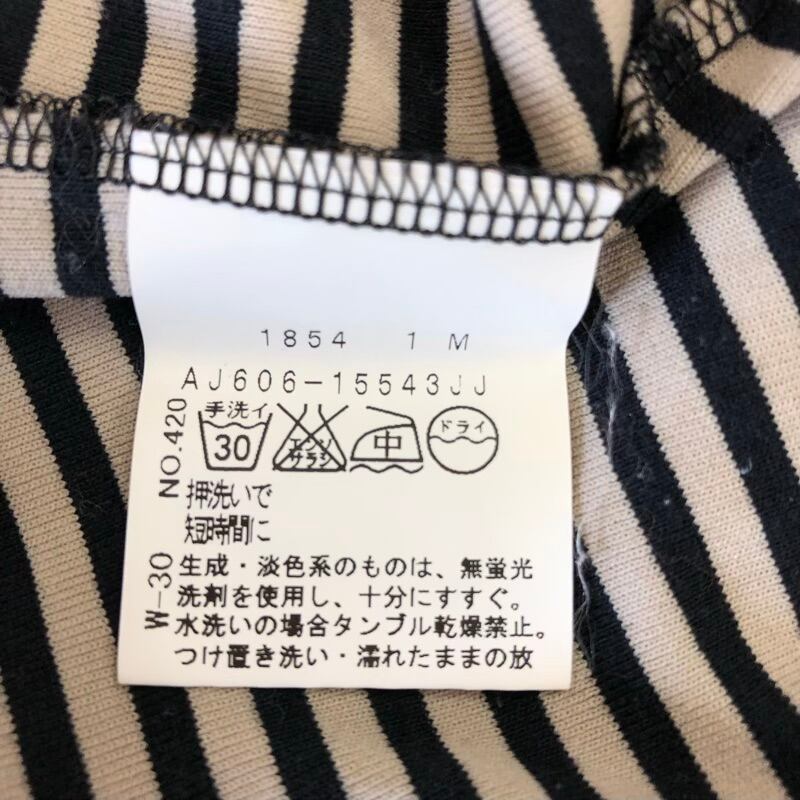 1854 1 M
AJ606-15543JJ
NO.420
手洗イ
30
エンソ
サラシ
中
ドライ
押洗いで
短時間に
W-30
生成・淡色系のものは、無蛍光
洗剤を使用し、十分にすすぐ。
水洗いの場合タンブル乾燥禁止。
つけ置き洗い・濡れたままの放